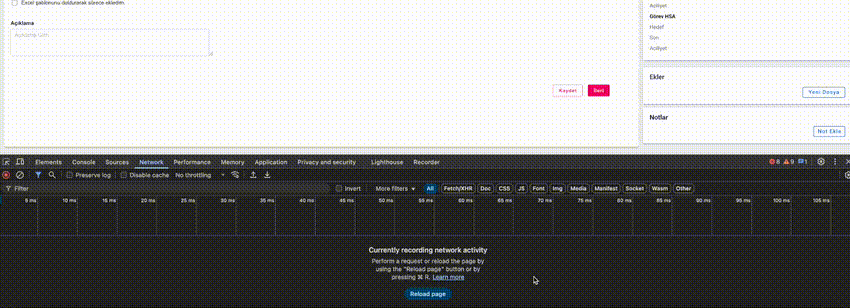 Excel şablonunu doldurarak sürece ekledim.
Açıklama
Kaydet
İleri
Aciliyet
Görev HSA
Hedef
Gün
Aciliyet
Ekler
Yeni Dosya
Notlar
Not Ekle
Elements Console Sources Network Performance Memory Application Privacy and security Lighthouse Recorder 8 9 1
Preserve log Disable cache No throttling
Filter Invert More filters All Fetch/XHR Doc CSS JS Font Img Media Manifest Socket Wasm Other
5 ms 10 ms 15 ms 20 ms 25 ms 30 ms 35 ms 40 ms 45 ms 50 ms 55 ms 60 ms 65 ms 70 ms 75 ms 80 ms 85 ms 90 ms 95 ms 100 ms 105 ms
Currently recording network activity
Perform a request or reload the page by
using the "Reload page" button or by
pressing ⌘ R. Learn more
Reload page